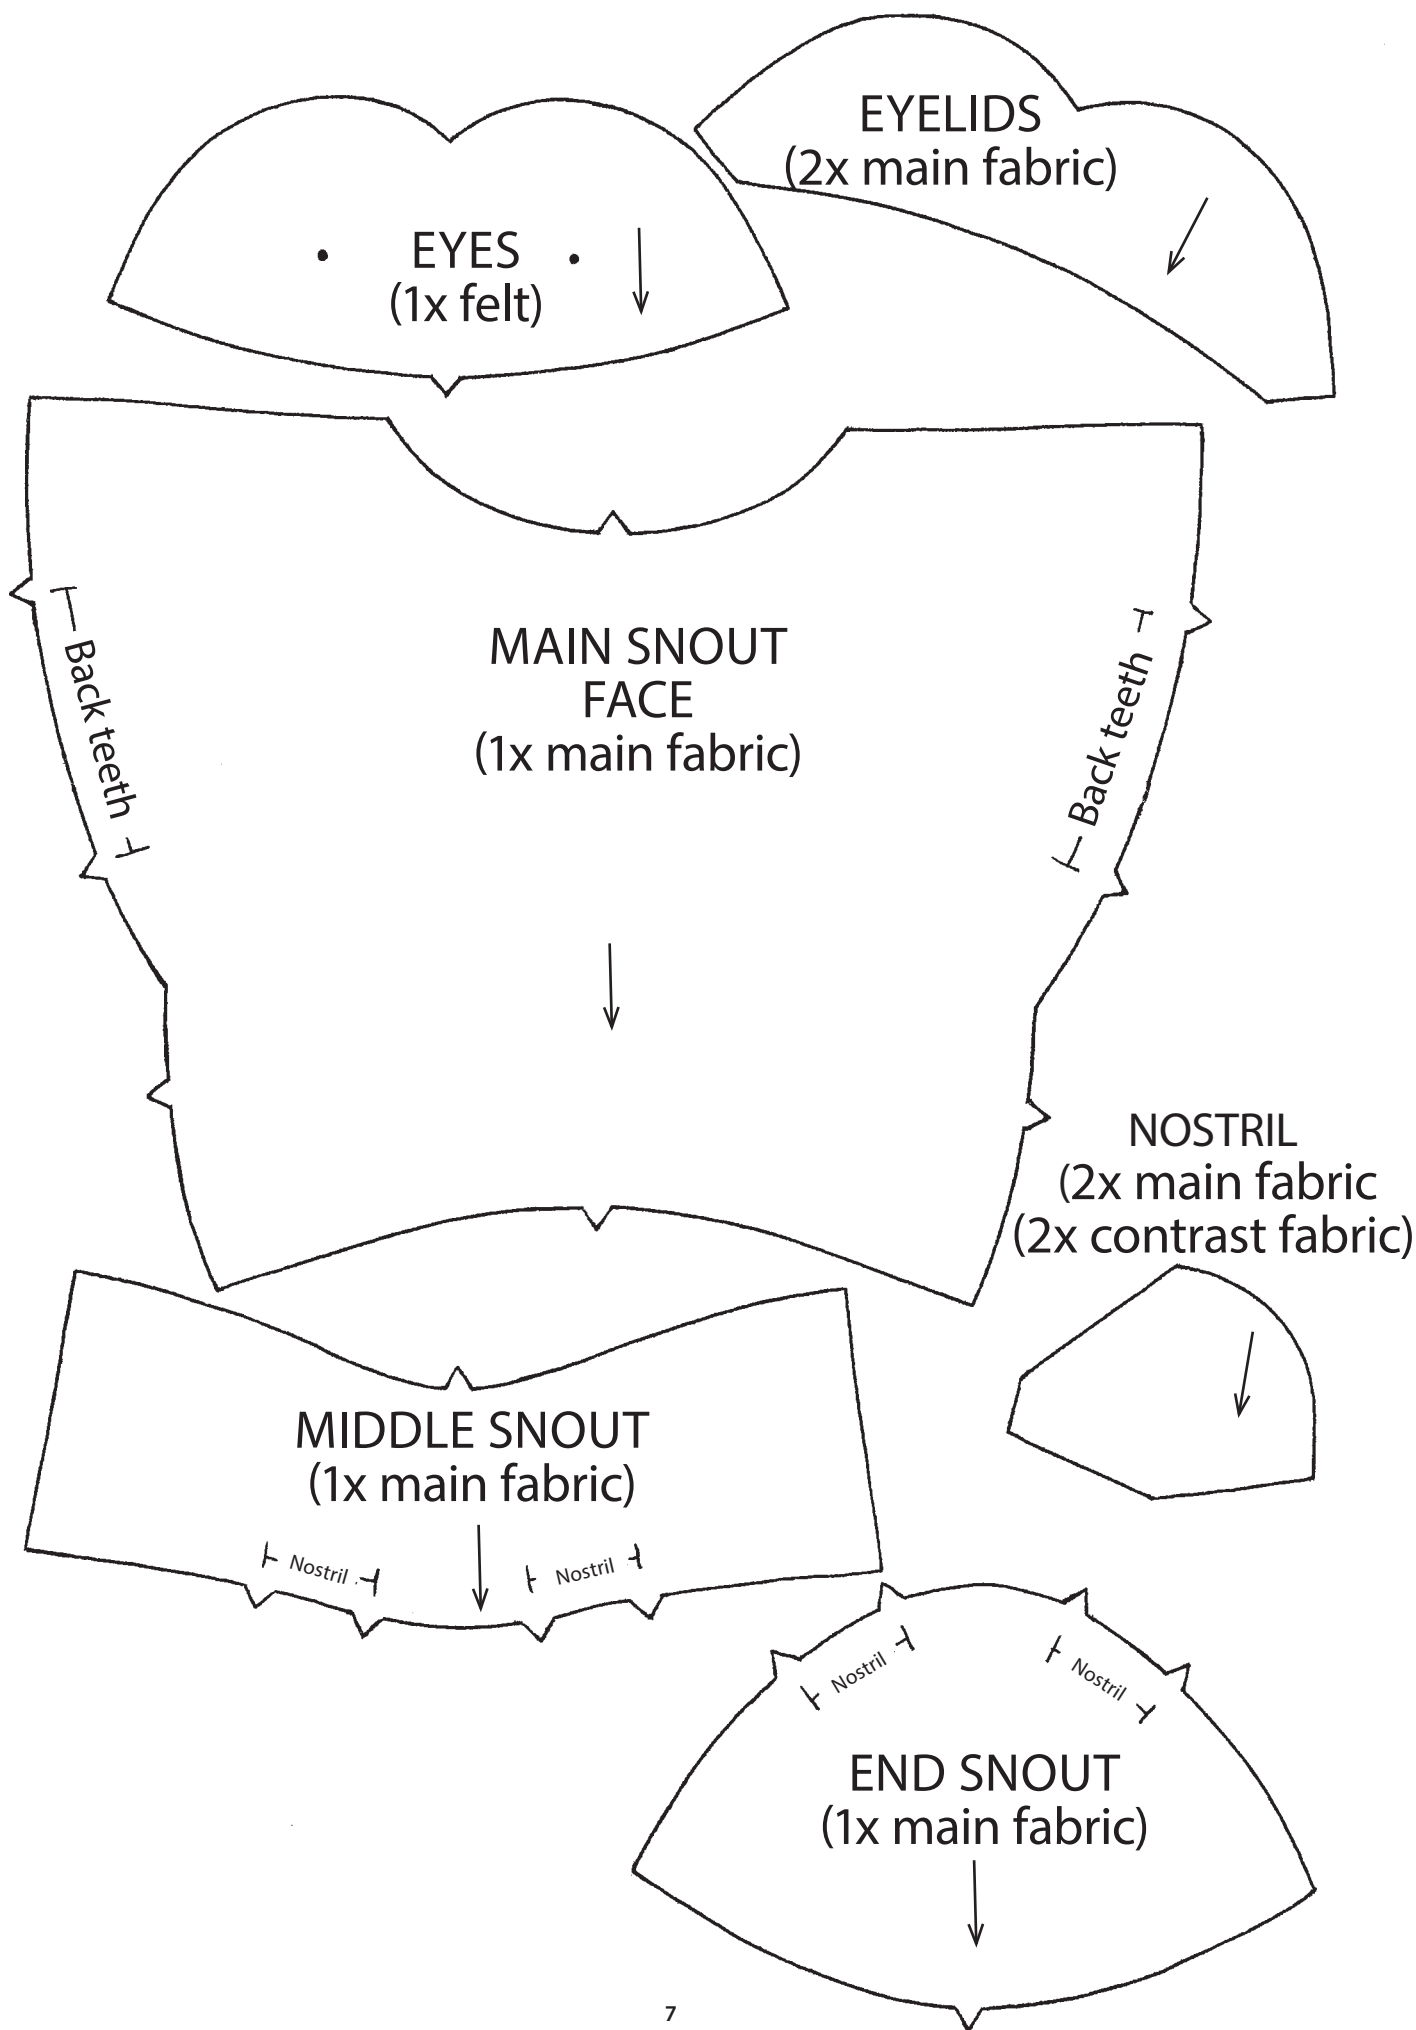 EYELIDS
(2x main fabric)
EYES
(1x felt)
MAIN SNOUT
FACE
(1x main fabric)
Back teeth
Back teeth
NOSTRIL
(2x main fabric
(2x contrast fabric)
MIDDLE SNOUT
(1x main fabric)
Nostril
Nostril
Nostril
Nostril
END SNOUT
(1x main fabric)
7